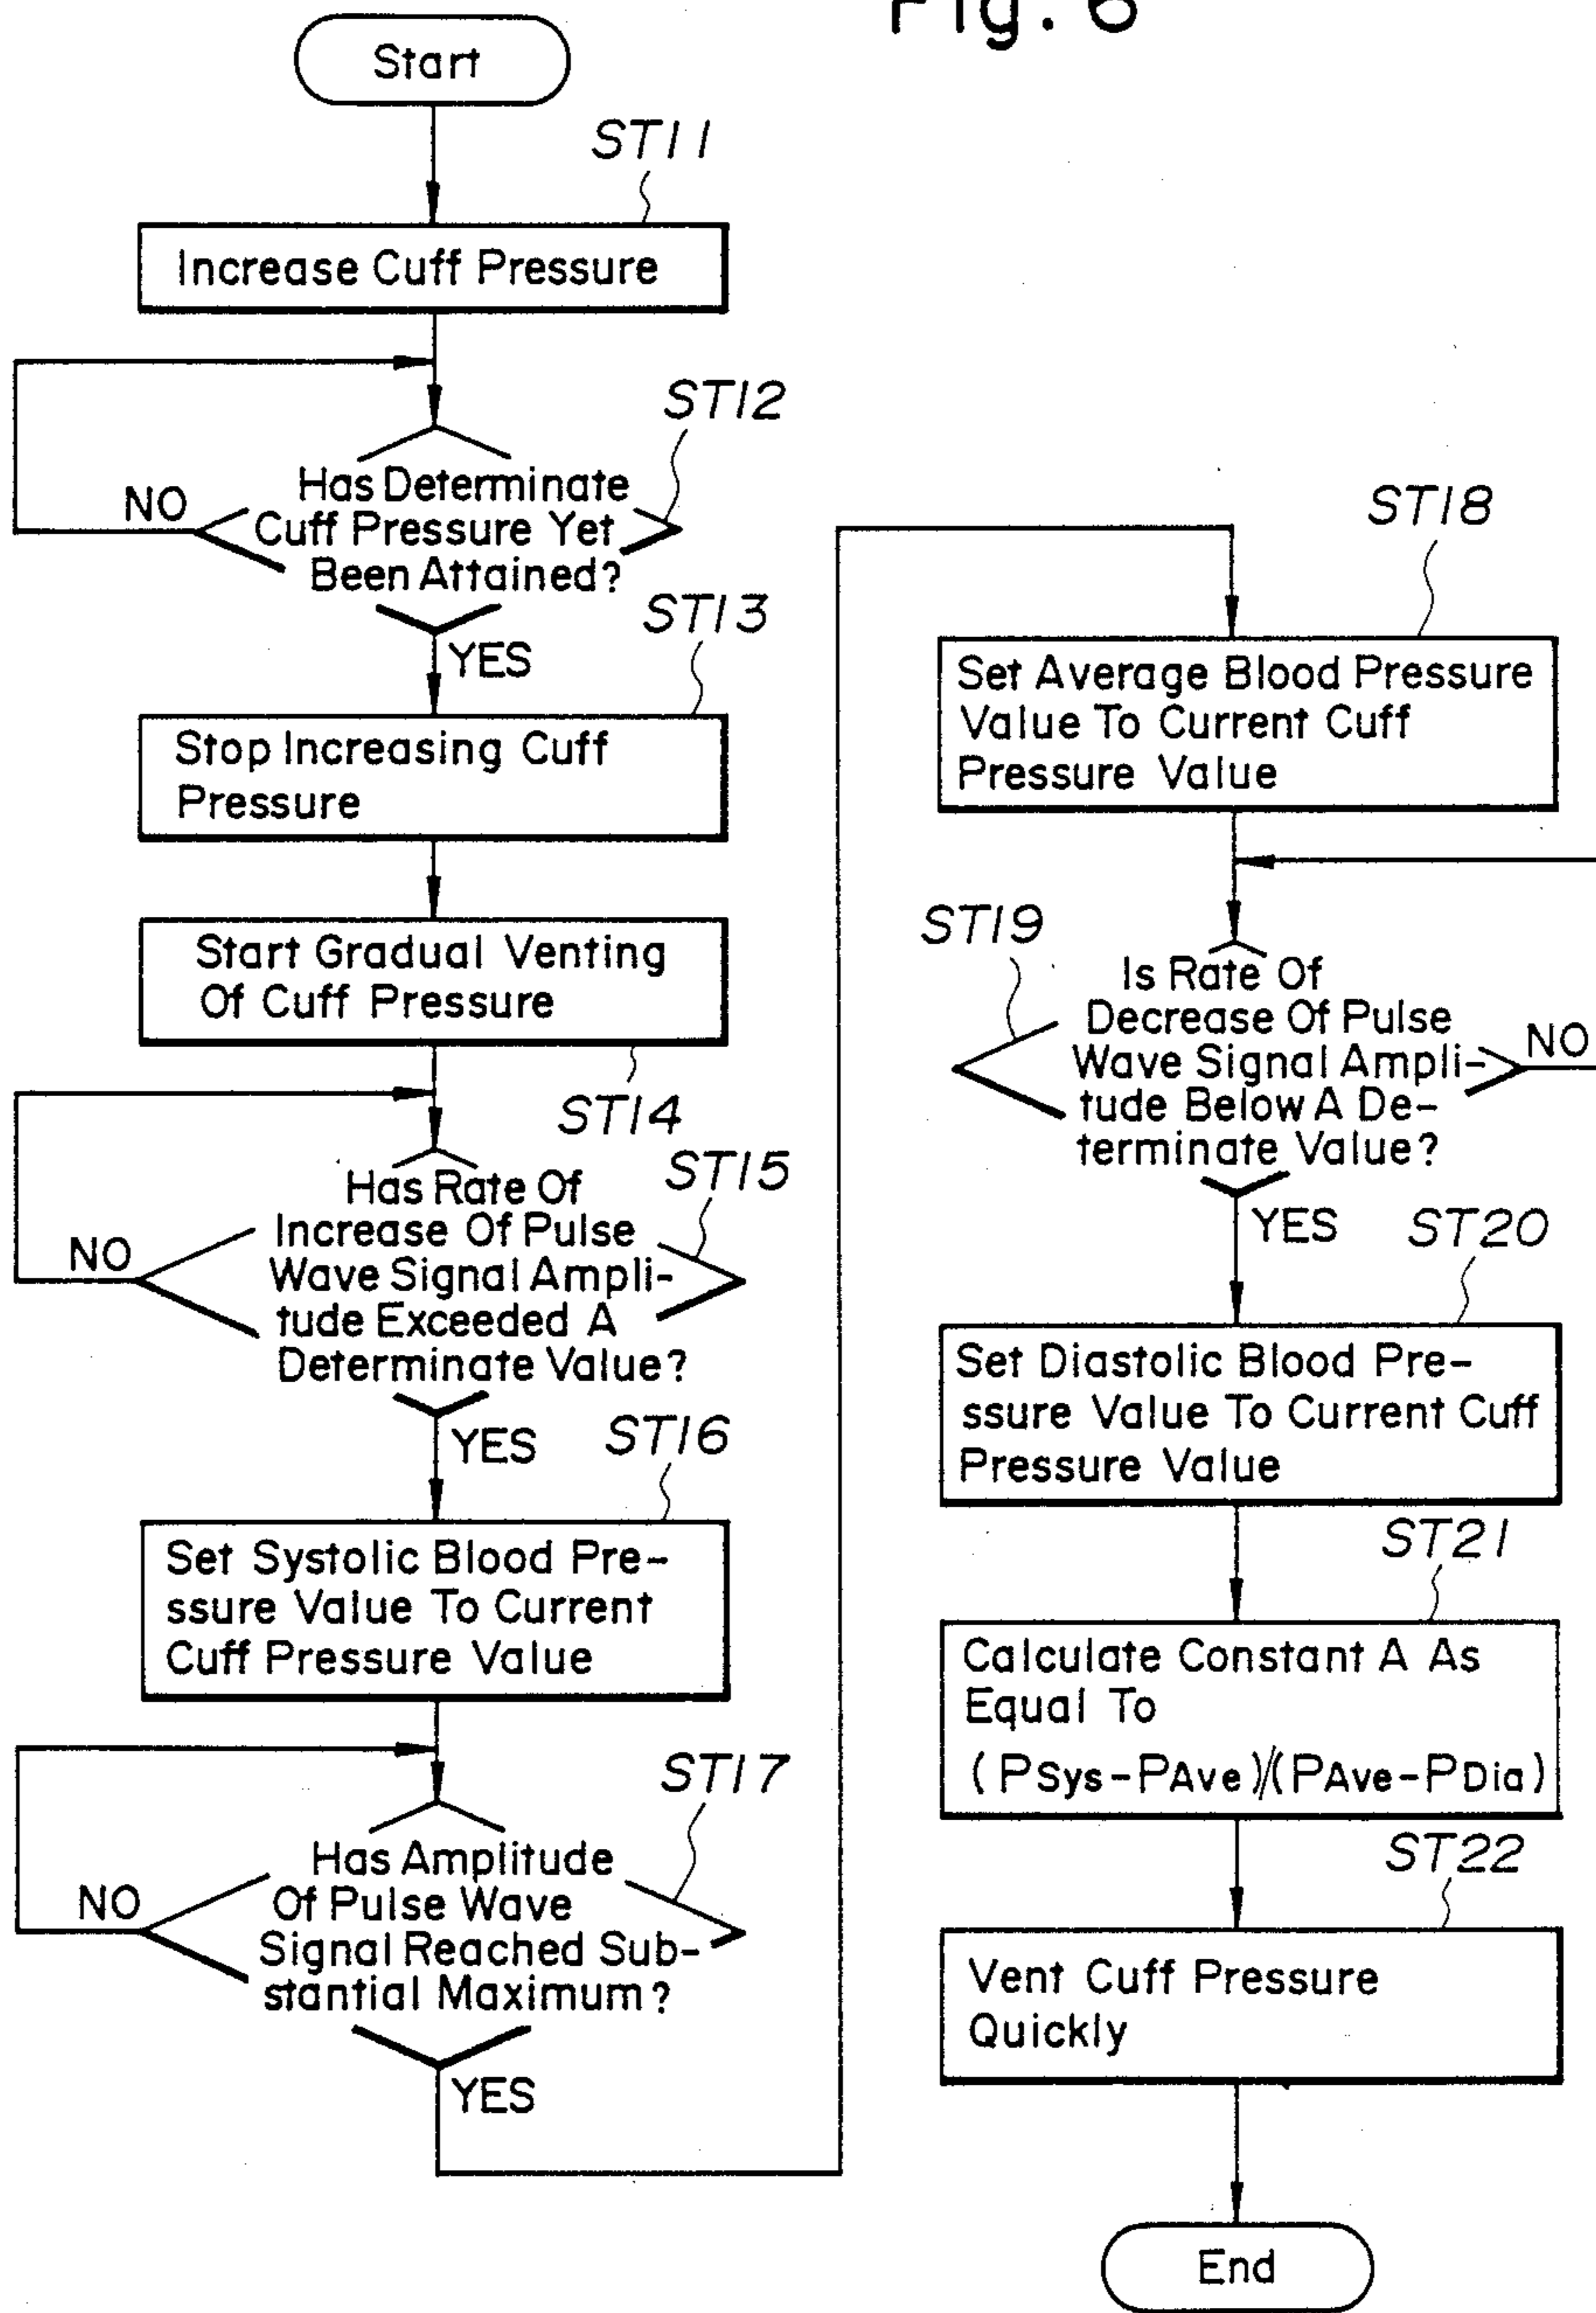 Fig. 6
Start
ST11
Increase Cuff Pressure
ST12
Has Determinate
Cuff Pressure Yet
Been Attained?
NO
YES
ST13
Stop Increasing Cuff
Pressure
Start Gradual Venting
Of Cuff Pressure
ST14
ST15
Has Rate Of
Increase Of Pulse
Wave Signal Ampli-
tude Exceeded A
Determinate Value?
NO
YES
ST16
Set Systolic Blood Pre-
ssure Value To Current
Cuff Pressure Value
ST17
Has Amplitude
Of Pulse Wave
Signal Reached Sub-
stantial Maximum?
NO
YES
ST18
Set Average Blood Pressure
Value To Current Cuff
Pressure Value
ST19
Is Rate Of
Decrease Of Pulse
Wave Signal Ampli-
tude Below A De-
terminate Value?
NO
YES
ST20
Set Diastolic Blood Pre-
ssure Value To Current Cuff
Pressure Value
ST21
Calculate Constant A As
Equal To
(PSys-PAve)/(PAve-PDia)
ST22
Vent Cuff Pressure
Quickly
End